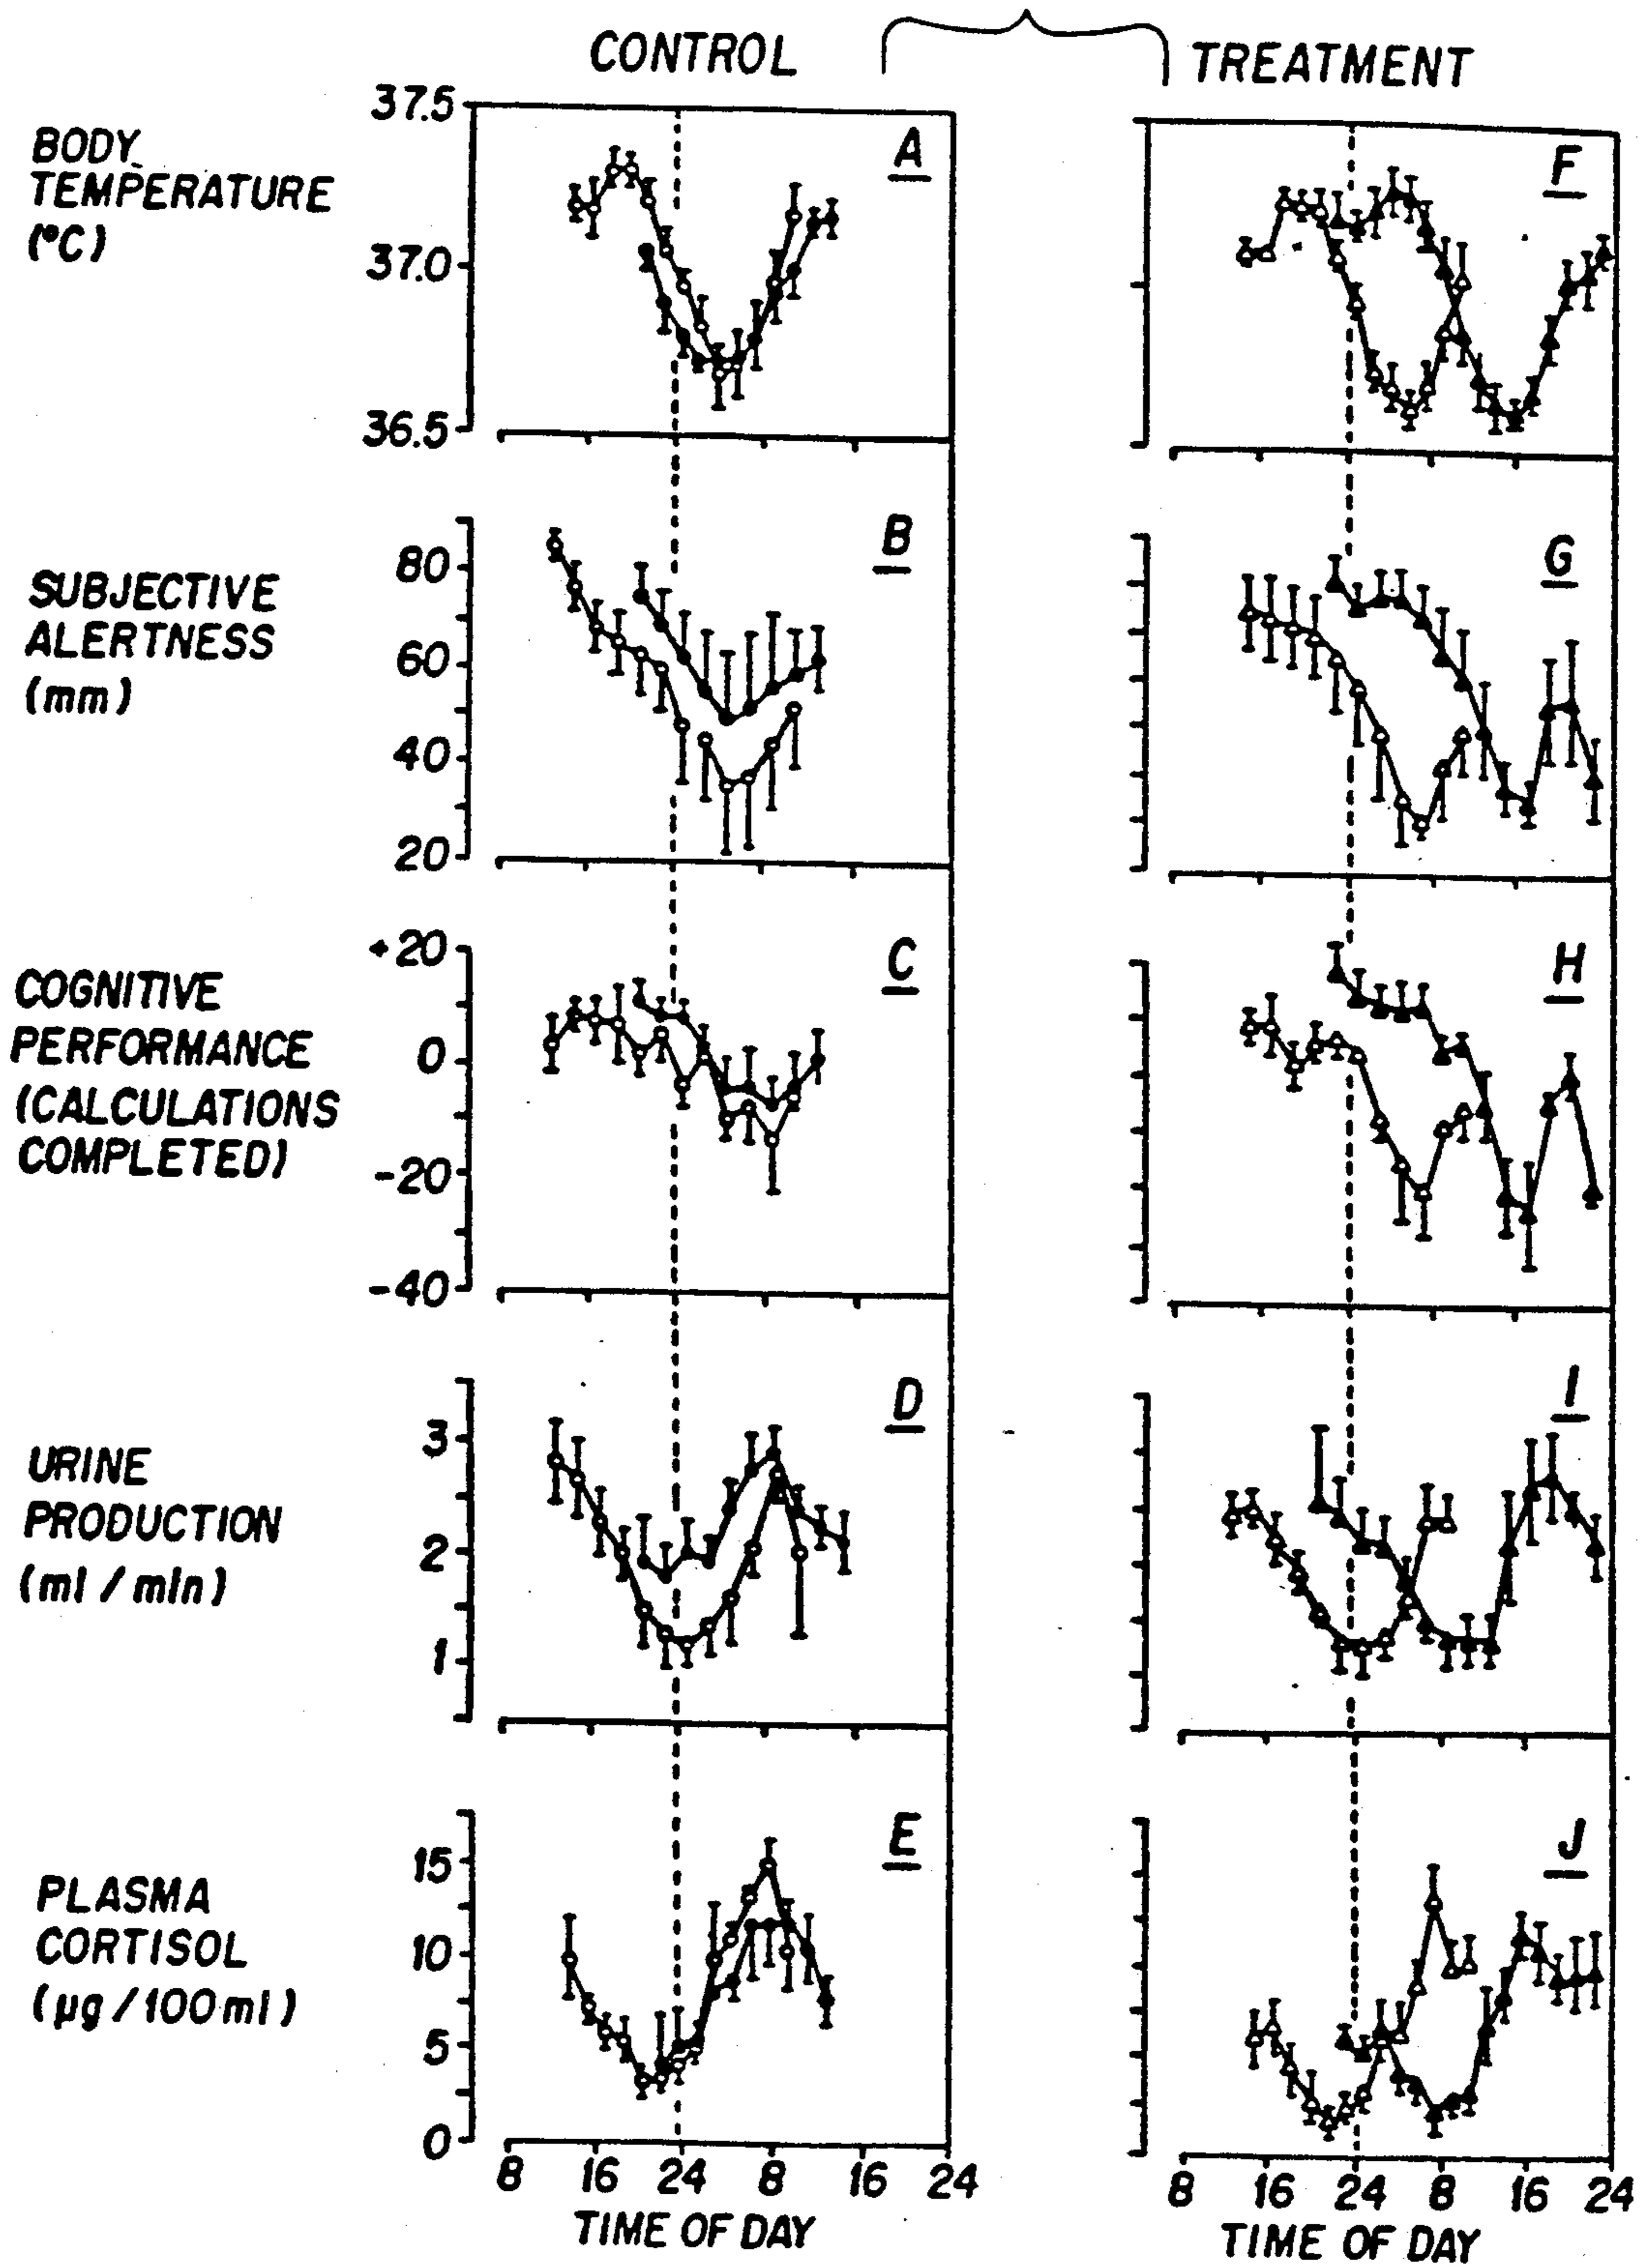 CONTROL
TREATMENT
BODY
TEMPERATURE
(°C)
37.5
37.0
36.5
A
F
SUBJECTIVE
ALERTNESS
(mm)
80
60
40
20
B
G
COGNITIVE
PERFORMANCE
(CALCULATIONS
COMPLETED)
+20
0
-20
-40
C
H
URINE
PRODUCTION
(ml/min)
3
2
1
D
I
PLASMA
CORTISOL
(µg/100ml)
15
10
5
0
E
J
8 16 24 8 16 24
TIME OF DAY
8 16 24 8 16 24
TIME OF DAY